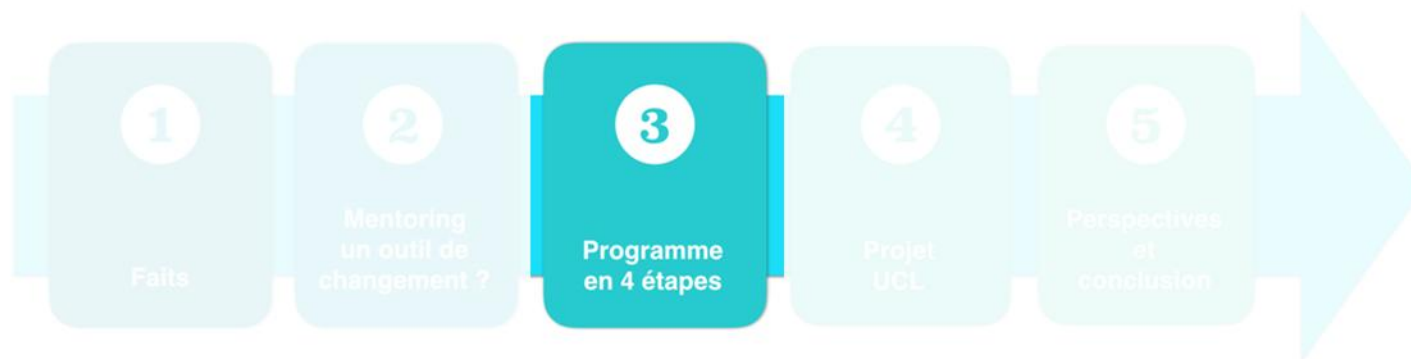 1
Faits
2
Mentoring
un outil de
changement ?
3
Programme
en 4 étapes
4
Projet
UCL
5
Perspectives
et
conclusion